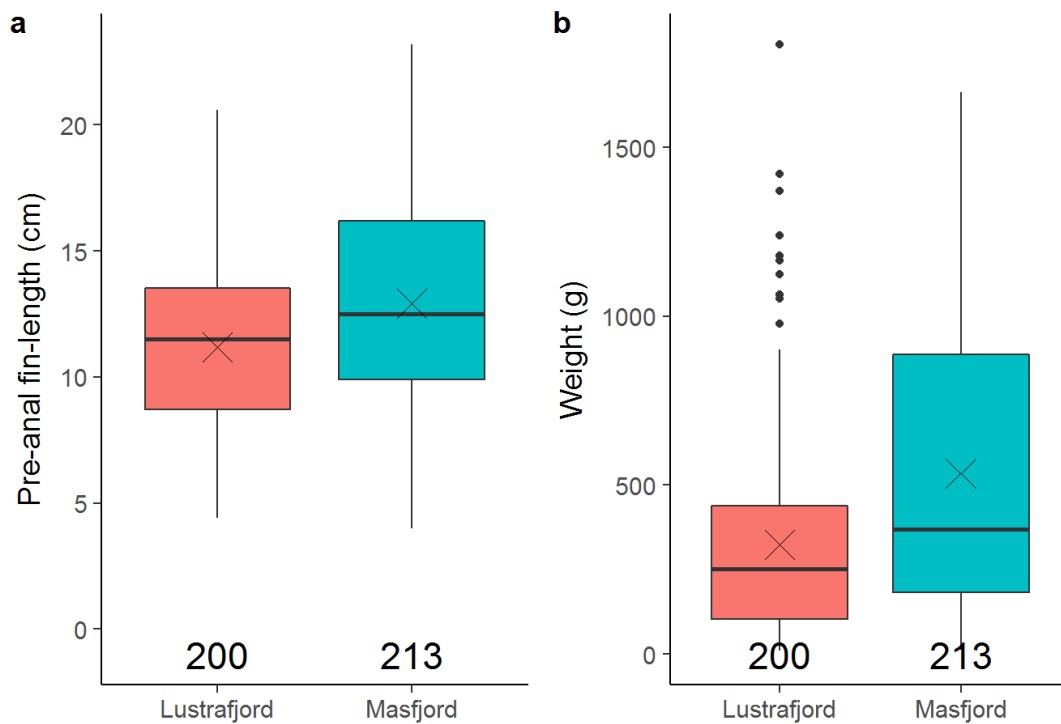 a
Pre-anal fin-length (cm)
20
15
10
5
0
200 213
Lustrafjord Masfjord
b
Weight (g)
1500
1000
500
0
200 213
Lustrafjord Masfjord